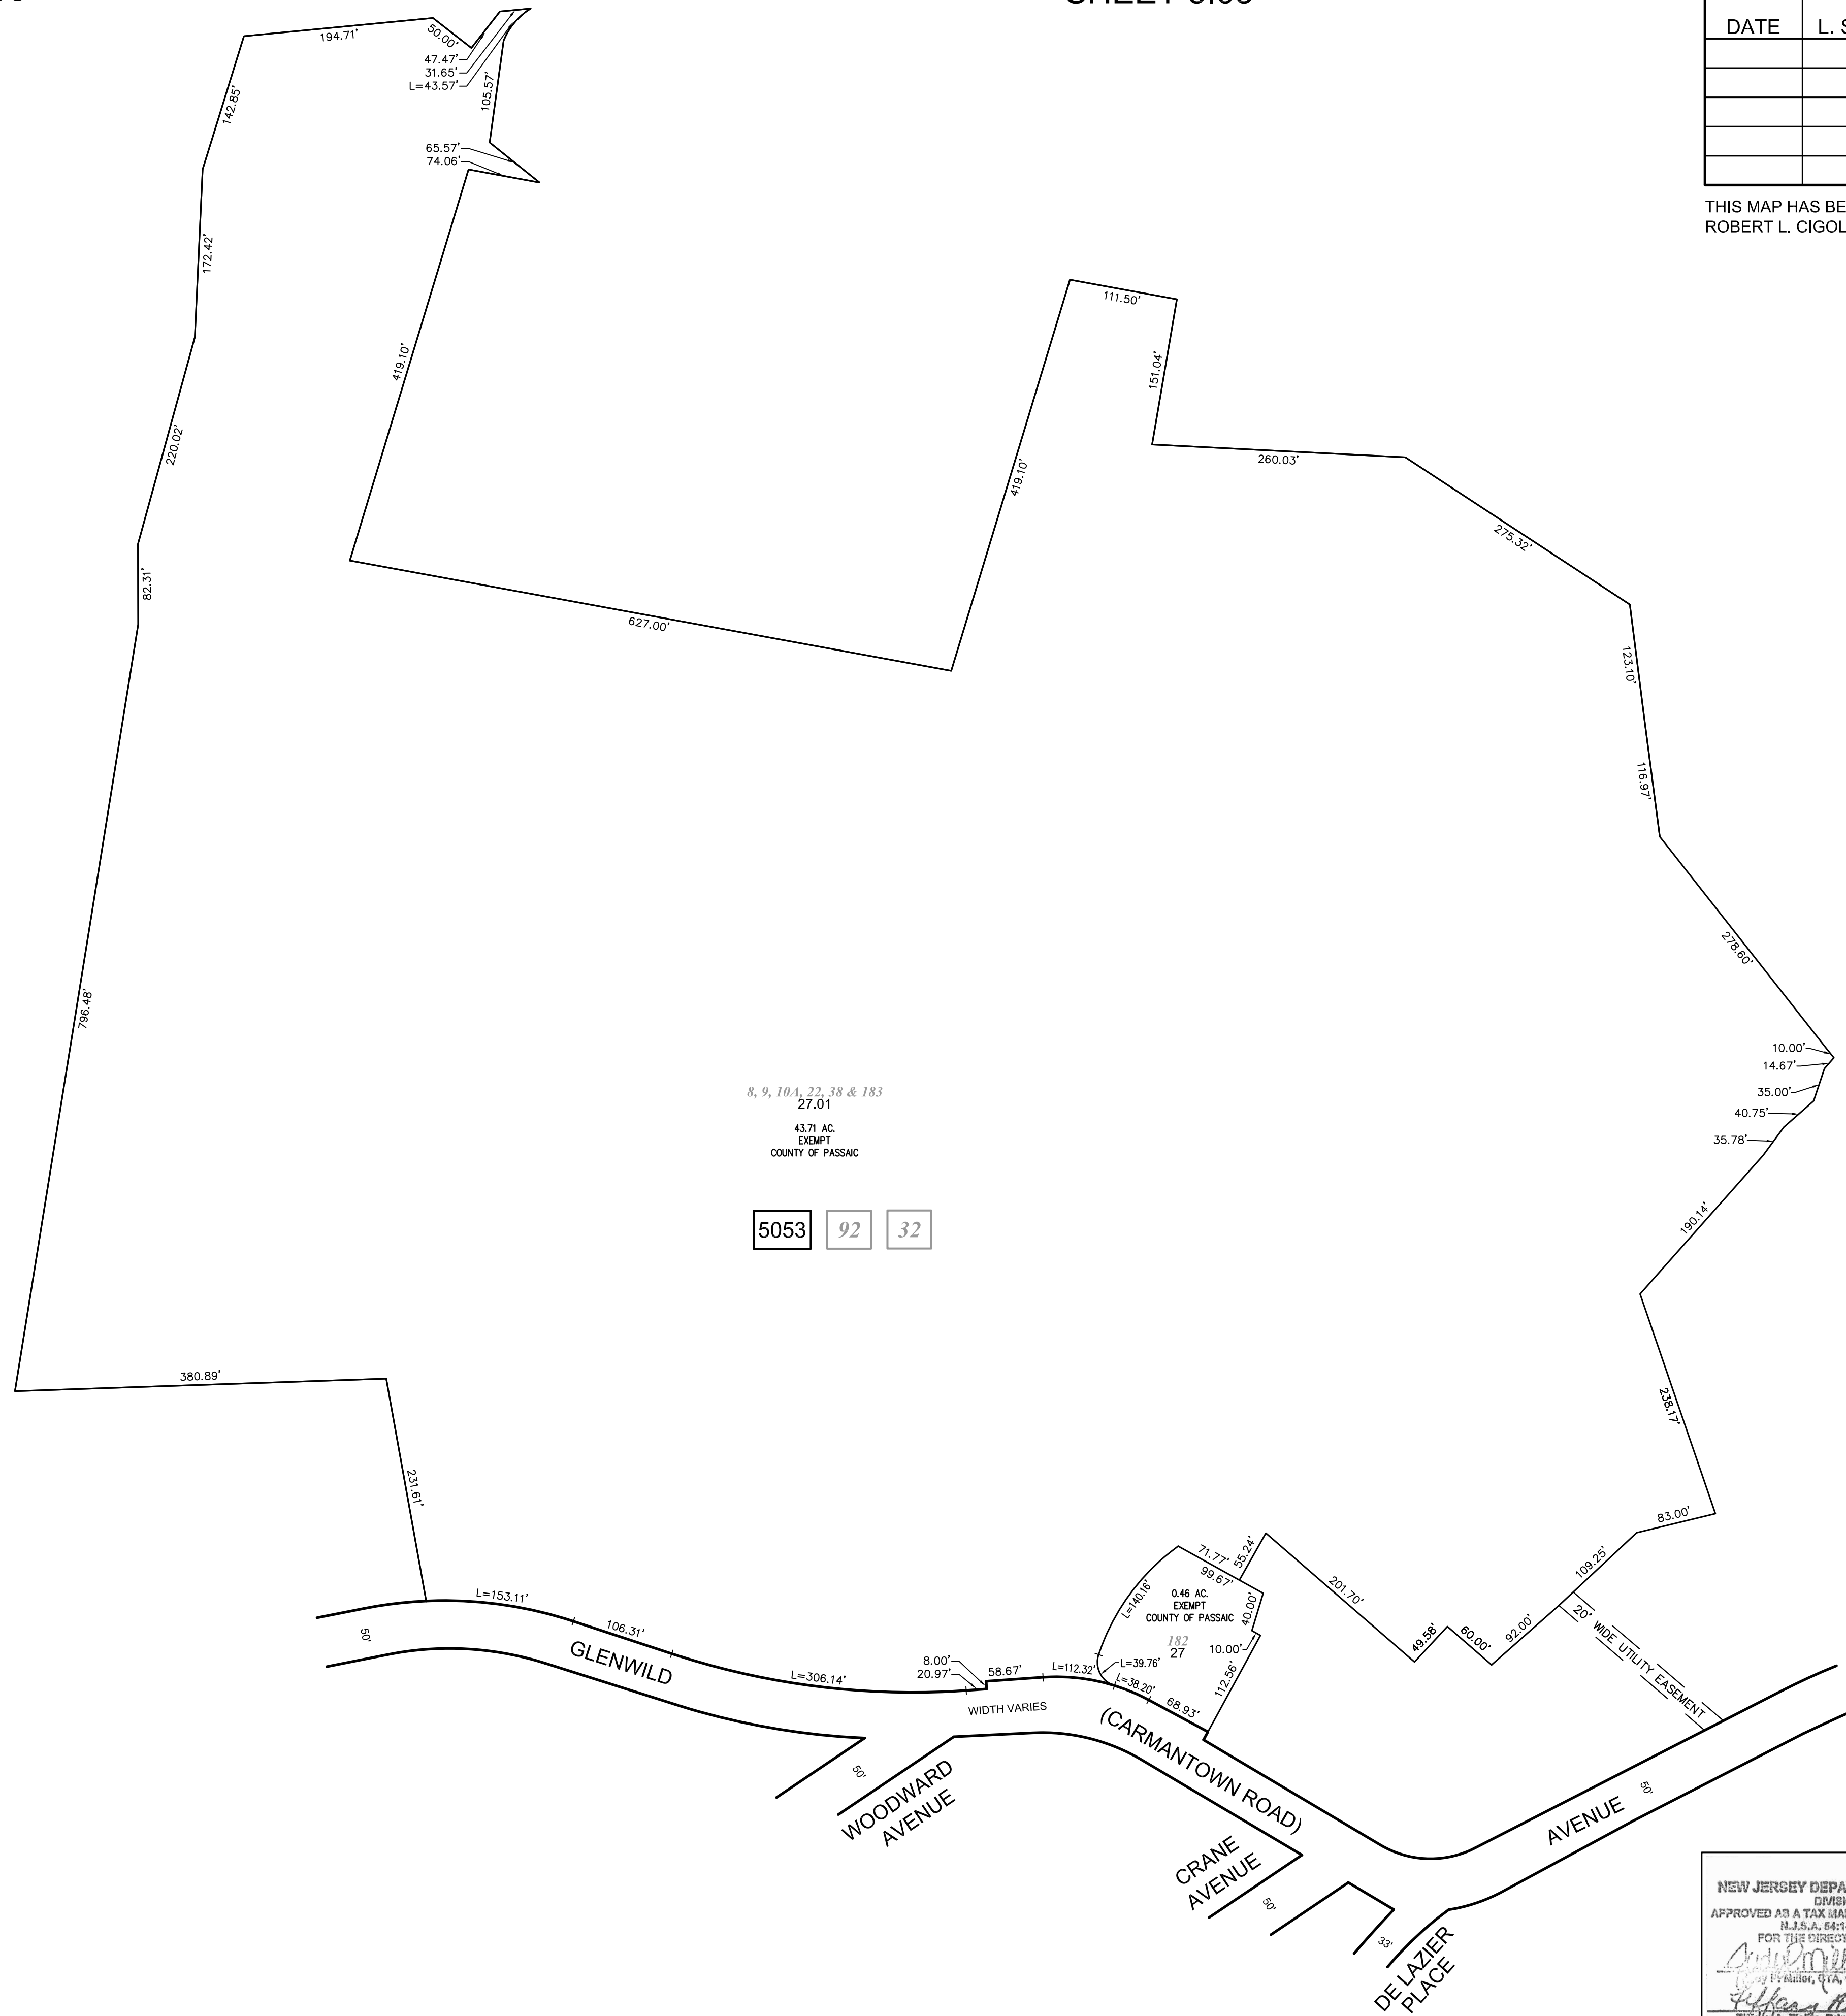 DATE
L. S
THIS MAP HAS BE
ROBERT L. CIGOL
194.71'
50.00'
47.47'
31.65'
L=43.57'
105.57'
142.85'
65.57'
74.06'
172.42'
111.50'
151.04'
419.10'
220.02'
419.10'
260.03'
275.32'
82.31'
627.00'
123.10'
116.97'
278.60'
796.48'
10.00'
14.67'
35.00'
40.75'
35.78'
8, 9, 10A, 22, 38 & 183
27.01
43.71 AC.
EXEMPT
COUNTY OF PASSAIC
5053
92
32
190.14'
380.89'
238.17'
231.61'
83.00'
71.77'
55.24'
99.67'
109.25'
L=153.11'
L=140.16'
0.46 AC.
EXEMPT
COUNTY OF PASSAIC
40.00'
201.70'
20' WIDE UTILITY EASEMENT
106.31'
50'
182
27
10.00'
49.58'
60.00'
92.00'
GLENWILD
8.00'
20.97'
58.67'
L=306.14'
L=112.32'
L=39.76'
L=38.20'
68.93'
112.56'
WIDTH VARIES
(CARMANTOWN ROAD)
50'
WOODWARD
AVENUE
AVENUE
50'
CRANE
AVENUE
50'
33'
DE LAZIER
PLACE
NEW JERSEY DEPA
DIVISI
APPROVED AS A TAX MA
N.J.S.A. 54:1
FOR THE DIREC